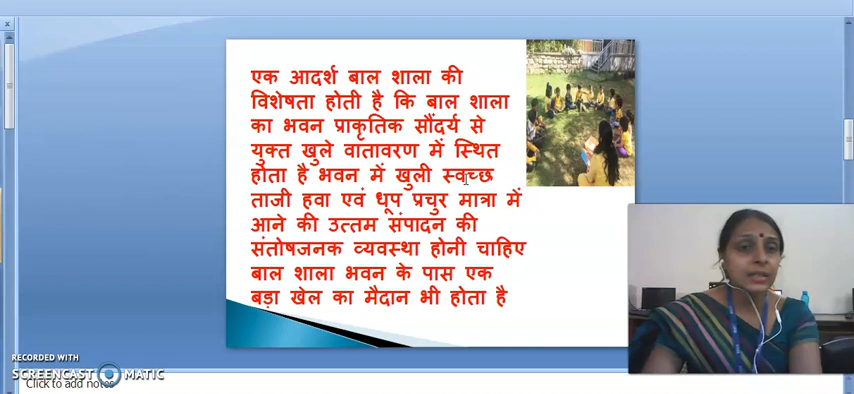 एक आदर्श बाल शाला की
विशेषता होती है कि बाल शाला
का भवन प्राकृतिक सौंदर्य से
युक्त खुले वातावरण में स्थित
होता है भवन में खुली स्वच्छ
ताजी हवा एवं धूप प्रचुर मात्रा में
आने की उत्तम संपादन की
संतोषजनक व्यवस्था होनी चाहिए
बाल शाला भवन के पास एक
बड़ा खेल का मैदान भी होता है
RECORDED WITH
SCREENCAST MATIC
Click to add notes